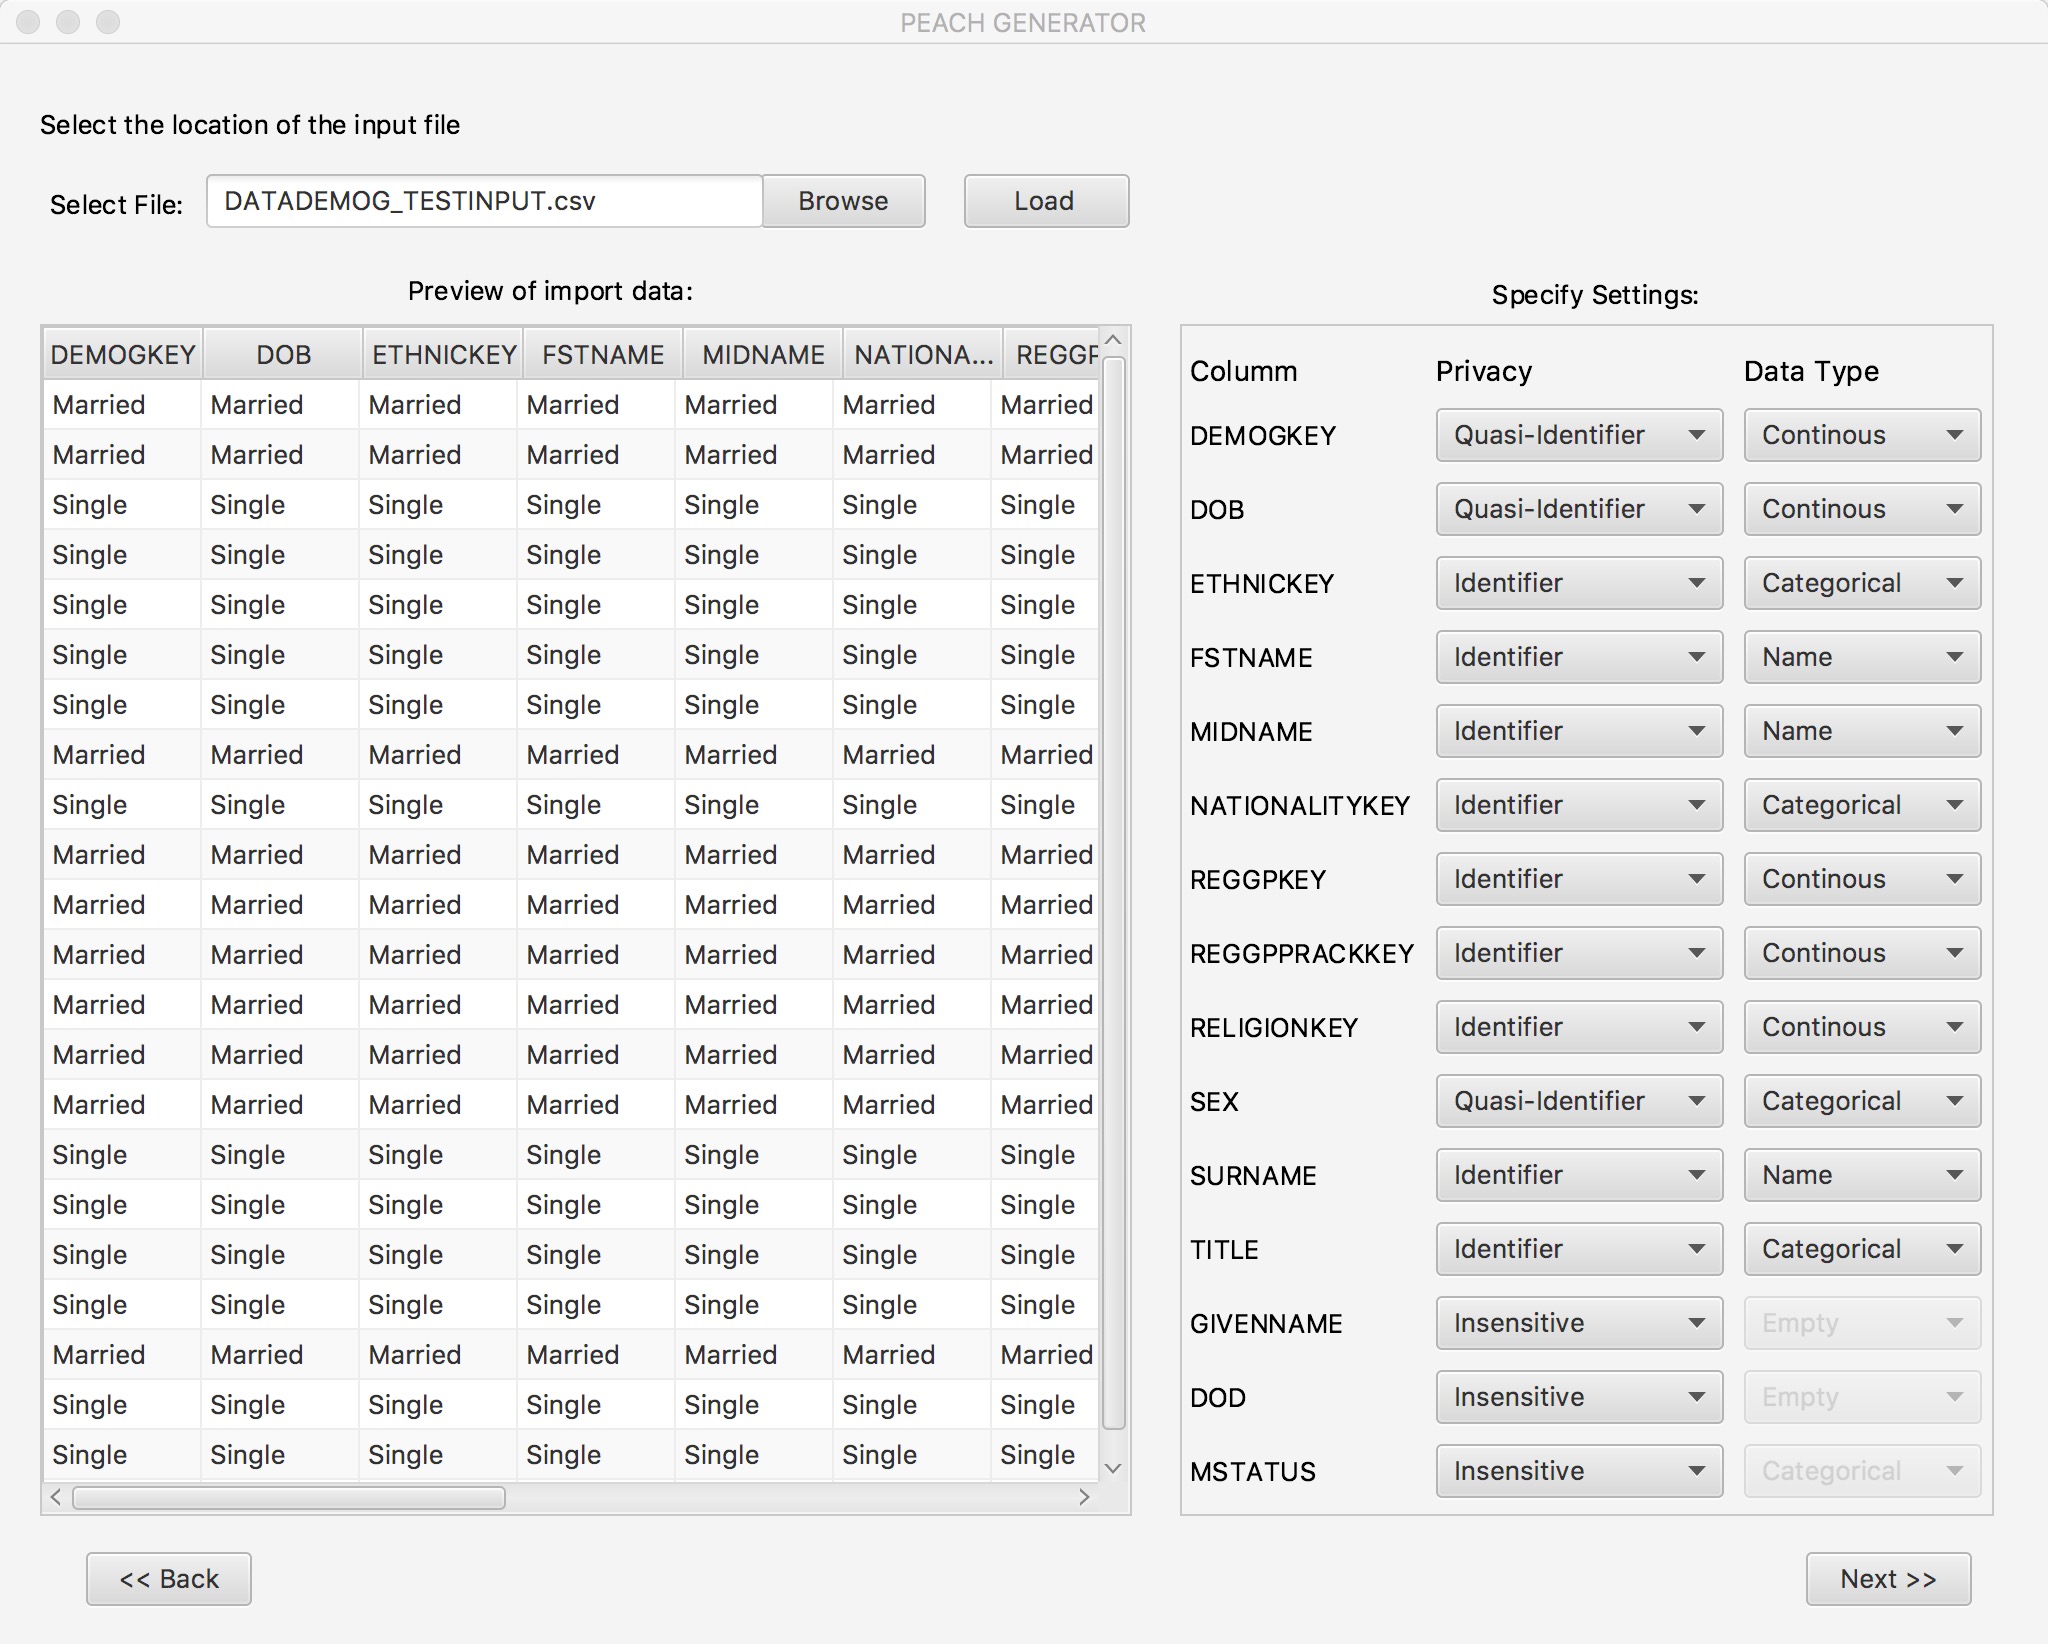 PEACH GENERATOR
Select the location of the input file
Select File: DATADEMOG_TESTINPUT.csv Browse Load
Preview of import data:
DEMOGKEY DOB ETHNICKEY FSTNAME MIDNAME NATIONA... REGGP
Married Married Married Married Married Married Married
Married Married Married Married Married Married Married
Single Single Single Single Single Single Single
Single Single Single Single Single Single Single
Single Single Single Single Single Single Single
Single Single Single Single Single Single Single
Single Single Single Single Single Single Single
Married Married Married Married Married Married Married
Single Single Single Single Single Single Single
Married Married Married Married Married Married Married
Married Married Married Married Married Married Married
Married Married Married Married Married Married Married
Married Married Married Married Married Married Married
Married Married Married Married Married Married Married
Married Married Married Married Married Married Married
Single Single Single Single Single Single Single
Single Single Single Single Single Single Single
Single Single Single Single Single Single Single
Single Single Single Single Single Single Single
Married Married Married Married Married Married Married
Single Single Single Single Single Single Single
Single Single Single Single Single Single Single
Specify Settings:
Columm Privacy Data Type
DEMOGKEY Quasi-Identifier Continous
DOB Quasi-Identifier Continous
ETHNICKEY Identifier Categorical
FSTNAME Identifier Name
MIDNAME Identifier Name
NATIONALITYKEY Identifier Categorical
REGGPKEY Identifier Continous
REGGPPRACKKEY Identifier Continous
RELIGIONKEY Identifier Continous
SEX Quasi-Identifier Categorical
SURNAME Identifier Name
TITLE Identifier Categorical
GIVENNAME Insensitive Empty
DOD Insensitive Empty
MSTATUS Insensitive Categorical
<< Back
Next >>